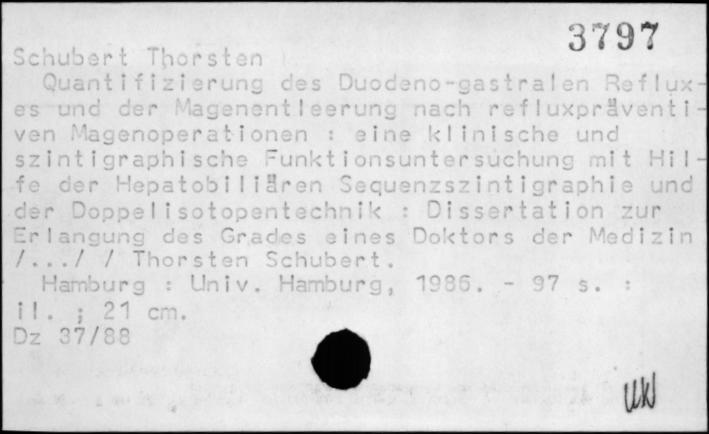 3797
Schubert Thorsten
Quantifizierung des Duodeno-gastralen Reflux-
es und der Magenentleerung nach refluxpräventi-
ven Magenoperationen : eine klinische und
szintigraphische Funktionsuntersuchung mit Hil-
fe der Hepatobiliären Sequenzszintigraphie und
der Doppelisotopentechnik : Dissertation zur
Erlangung des Grades eines Doktors der Medizin
/.../ / Thorsten Schubert.
Hamburg : Univ. Hamburg, 1986. - 97 s. :
il. ; 21 cm.
Dz 37/88